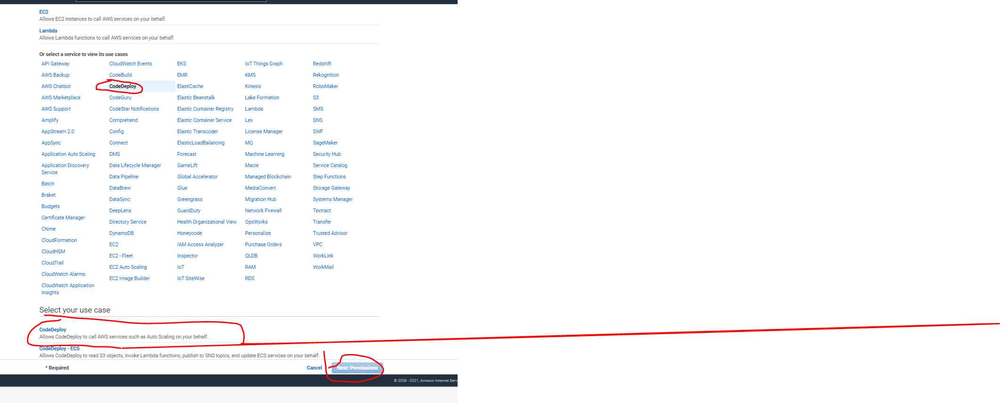 EC2
Allows EC2 instances to call AWS services on your behalf.
Lambda
Allows Lambda functions to call AWS services on your behalf.
Or select a service to view its use cases
API Gateway CloudWatch Events EKS IoT Things Graph Redshift
AWS Backup CodeBuild EMR KMS Rekognition
AWS Chatbot CodeDeploy ElastiCache Kinesis RoboMaker
AWS Marketplace CodeGuru Elastic Beanstalk Lake Formation S3
AWS Support CodeStar Notifications Elastic Container Registry Lambda SMS
Amplify Comprehend Elastic Container Service Lex SNS
AppStream 2.0 Config Elastic Transcoder License Manager SWF
AppSync Connect ElasticLoadBalancing MQ SageMaker
Application Auto Scaling DMS Forecast Machine Learning Security Hub
Application Discovery Data Lifecycle Manager GameLift Macie Service Catalog
Service
Data Pipeline Global Accelerator Managed Blockchain Step Functions
Batch DataBrew Glue MediaConvert Storage Gateway
Braket DataSync Greengrass Migration Hub Systems Manager
Budgets DeepLens GuardDuty Network Firewall Textract
Certificate Manager Directory Service Health Organizational View OpsWorks Transfer
Chime DynamoDB Honeycode Personalize Trusted Advisor
CloudFormation EC2 IAM Access Analyzer Purchase Orders VPC
CloudHSM EC2 - Fleet Inspector QLDB WorkLink
CloudTrail EC2 Auto Scaling IoT RAM WorkMail
CloudWatch Alarms EC2 Image Builder IoT SiteWise RDS
CloudWatch Application
Insights
Select your use case
CodeDeploy
Allows CodeDeploy to call AWS services such as Auto Scaling on your behalf.
CodeDeploy - ECS
Allows CodeDeploy to read S3 objects, invoke Lambda functions, publish to SNS topics, and update ECS services on your behalf.
* Required Cancel Next: Permissions
© 2008 - 2021, Amazon Internet Serv